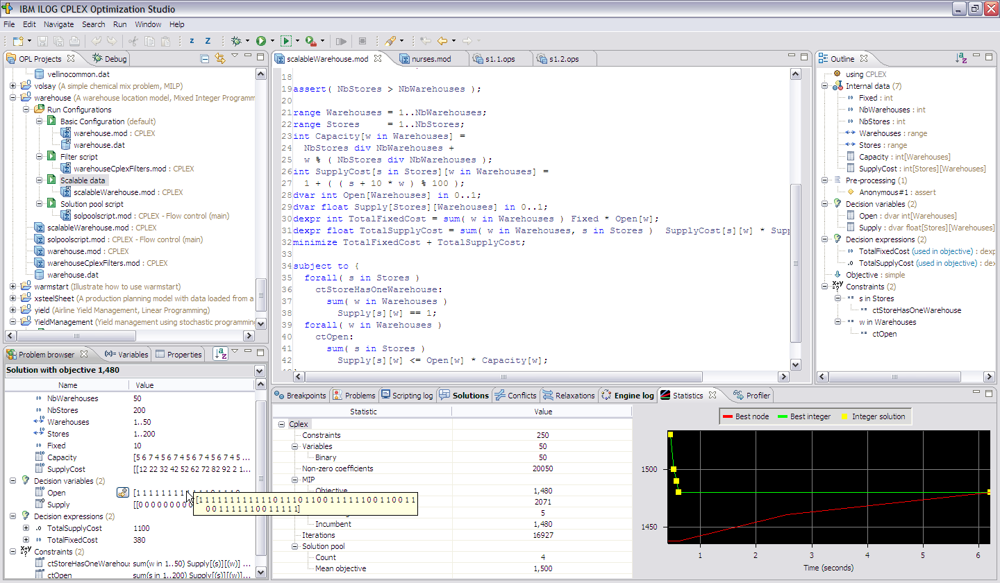 IBM ILOG CPLEX Optimization Studio
File Edit Navigate Search Run Window Help
OPL Projects Debug
vellinocommon.dat
volsay (A simple chemical mix problem, MILP)
warehouse (A warehouse location model, Mixed Integer Programm
Run Configurations
Basic Configuration (default)
warehouse.mod : CPLEX
warehouse.dat
Filter script
warehouseCplexFilters.mod : CPLEX
Scalable data
scalableWarehouse.mod : CPLEX
Solution pool script
solpoolscript.mod : CPLEX - Flow control (main)
scalableWarehouse.mod : CPLEX
solpoolscript.mod : CPLEX - Flow control (main)
warehouse.mod : CPLEX
warehouseCplexFilters.mod : CPLEX
warehouse.dat
warmstart (Illustrate how to use warmstart)
xsteelSheet (A production planning model with data loaded from a
yield (Airline Yield Management, Linear Programming)
YieldManagement (Yield management using stochastic programming
scalableWarehouse.mod nurses.mod s1.1.ops s1.2.ops
18
19 assert( NbStores > NbWarehouses );
20
21 range Warehouses = 1..NbWarehouses;
22 range Stores     = 1..NbStores;
23 int Capacity[w in Warehouses] =
24   NbStores div NbWarehouses +
25   w % ( NbStores div NbWarehouses );
26 int SupplyCost[s in Stores][w in Warehouses] =
27   1 + ( ( s + 10 * w ) % 100 );
28 dvar int Open[Warehouses] in 0..1;
29 dvar float Supply[Stores][Warehouses] in 0..1;
30 dexpr int TotalFixedCost = sum( w in Warehouses ) Fixed * Open[w];
31 dexpr float TotalSupplyCost = sum( w in Warehouses, s in Stores )  SupplyCost[s][w] * Supp
32 minimize TotalFixedCost + TotalSupplyCost;
33
34 subject to {
35   forall( s in Stores )
36     ctStoreHasOneWarehouse:
37       sum( w in Warehouses )
38         Supply[s][w] == 1;
39   forall( w in Warehouses )
40     ctOpen:
41       sum( s in Stores )
42         Supply[s][w] <= Open[w] * Capacity[w];
Outline
using CPLEX
Internal data (7)
Fixed : int
NbWarehouses : int
NbStores : int
Warehouses : range
Stores : range
Capacity : int[Warehouses]
SupplyCost : int[Stores][Warehouses]
Pre-processing (1)
Anonymous#1 : assert
Decision variables (2)
Open : dvar int[Warehouses]
Supply : dvar float[Stores][Warehouses]
Decision expressions (2)
TotalFixedCost (used in objective) : dexp
TotalSupplyCost (used in objective) : dex
Objective : simple
Constraints (2)
s in Stores
ctStoreHasOneWarehouse
w in Warehouses
ctOpen
Problem browser Variables Properties
Solution with objective 1,480
Name Value
NbWarehouses 50
NbStores 200
Warehouses 1..50
Stores 1..200
Fixed 10
Capacity [5 6 7 4 5 6 7 4 5 6 7 4 5 6 7 4 5 ...
SupplyCost [[12 22 32 42 52 62 72 82 92 2 1...
Decision variables (2)
Open
Supply [[0 0 0 0 0 0 0 0
[1 1 1 1 1 1 1 1 1 1 1 1 0 1 1 1 0 1 1 0 0 1 1 1 1 1 1 0 0 1 1 0 0 1 1
0 0 1 1 1 1 1 1 0 0 1 1 1 1 1]
Decision expressions (2)
TotalSupplyCost 1100
TotalFixedCost 380
Constraints (2)
ctStoreHasOneWarehou: sum(w in 1..50) Supply[(s)][(w)] ...
ctOpen sum(s in 1..200) Supply[(s)][(w)]...
Breakpoints Problems Scripting log Solutions Conflicts Relaxations Engine log Statistics Profiler
Statistic Value
Cplex
Constraints 250
Variables 50
Binary 50
Non-zero coefficients 20050
MIP
Objective 1,480
2071
5
Incumbent 1,480
Iterations 16927
Solution pool
Count 4
Mean objective 1,500
Best node Best integer Integer solution
1500
1450
1 2 3 4 5 6
Time (seconds)